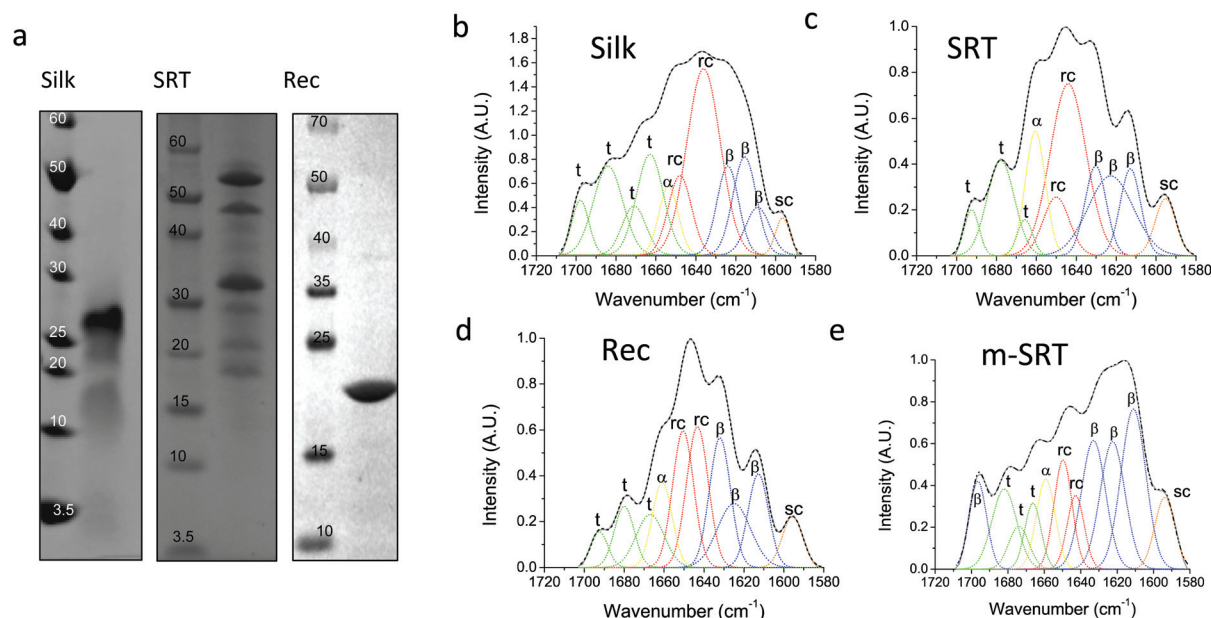 a
Silk
SRT
Rec
60
50
40
30
25
20
10
3.5
60
50
40
30
20
15
10
3.5
70
50
40
35
25
15
10
b
Silk
Intensity (A.U.)
1.8
1.6
1.4
1.2
1.0
0.8
0.6
0.4
0.2
0.0
t
t
t
t
α
rc
rc
β
β
β
sc
1720 1700 1680 1660 1640 1620 1600 1580
Wavenumber (cm⁻¹)
c
SRT
Intensity (A.U.)
1.0
0.8
0.6
0.4
0.2
0.0
t
t
t
α
rc
rc
β
β
β
sc
1720 1700 1680 1660 1640 1620 1600 1580
Wavenumber (cm⁻¹)
d
Rec
Intensity (A.U.)
1.0
0.8
0.6
0.4
0.2
0.0
t
t
t
α
rc
rc
β
β
β
sc
1720 1700 1680 1660 1640 1620 1600 1580
Wavenumber (cm⁻¹)
e
m-SRT
Intensity (A.U.)
1.0
0.8
0.6
0.4
0.2
0.0
β
t
t
t
α
rc
rc
β
β
β
sc
1720 1700 1680 1660 1640 1620 1600 1580
Wavenumber (cm⁻¹)